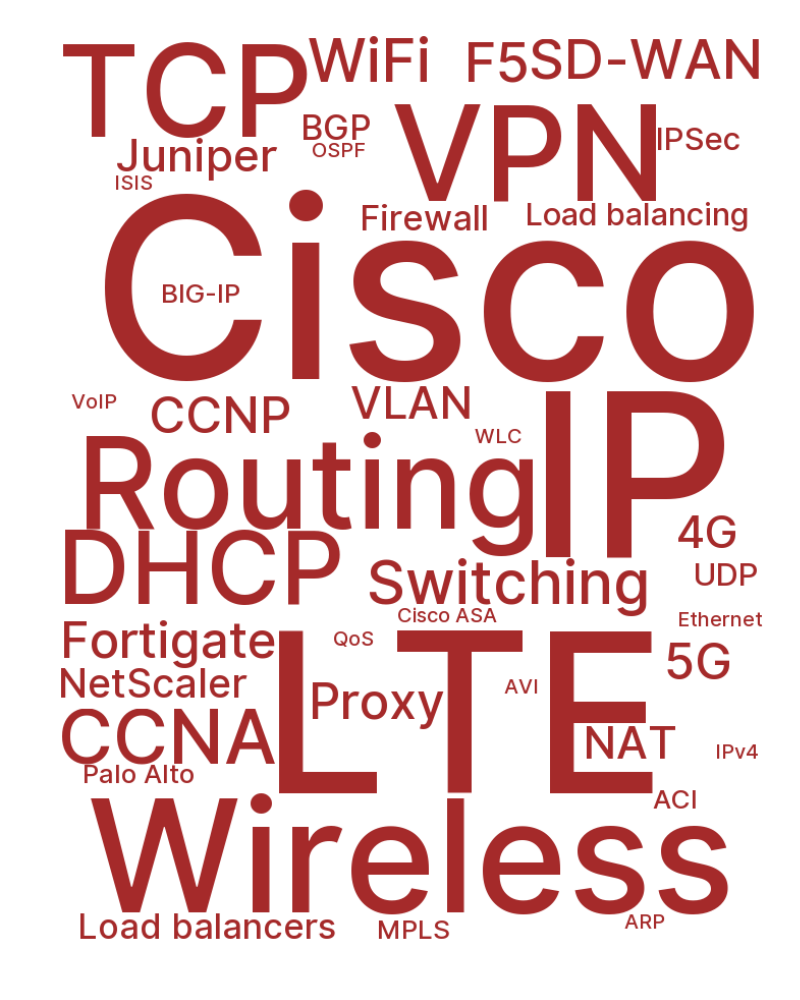 TCP WiFi F5 SD-WAN
BGP VPN IPSec
Juniper OSPF
ISIS
Firewall Load balancing
Cisco
BIG-IP
VoIP CCNP VLAN IP
WLC
Routing
4G
DHCP Switching UDP
Cisco ASA Ethernet
Fortigate QoS LTE 5G
NetScaler Proxy AVI
CCNA NAT IPv4
Palo Alto
ACI
Wireless
Load balancers MPLS ARP